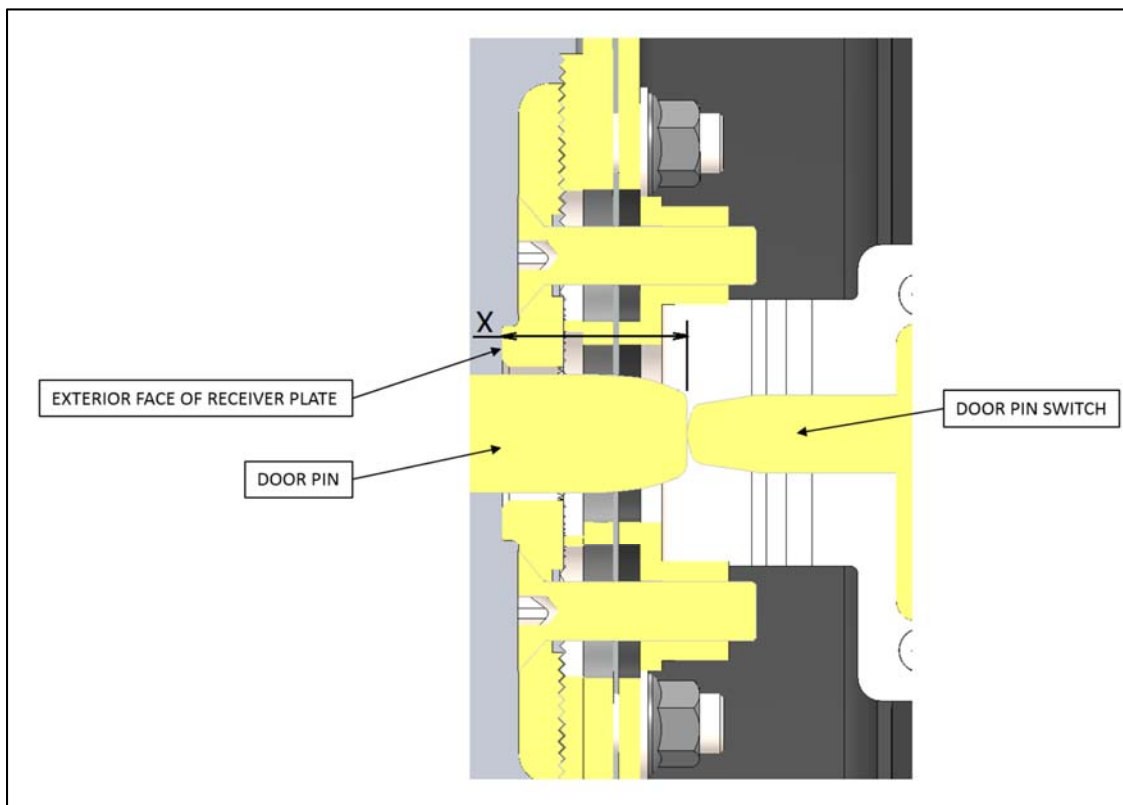 X
EXTERIOR FACE OF RECEIVER PLATE
DOOR PIN SWITCH
DOOR PIN